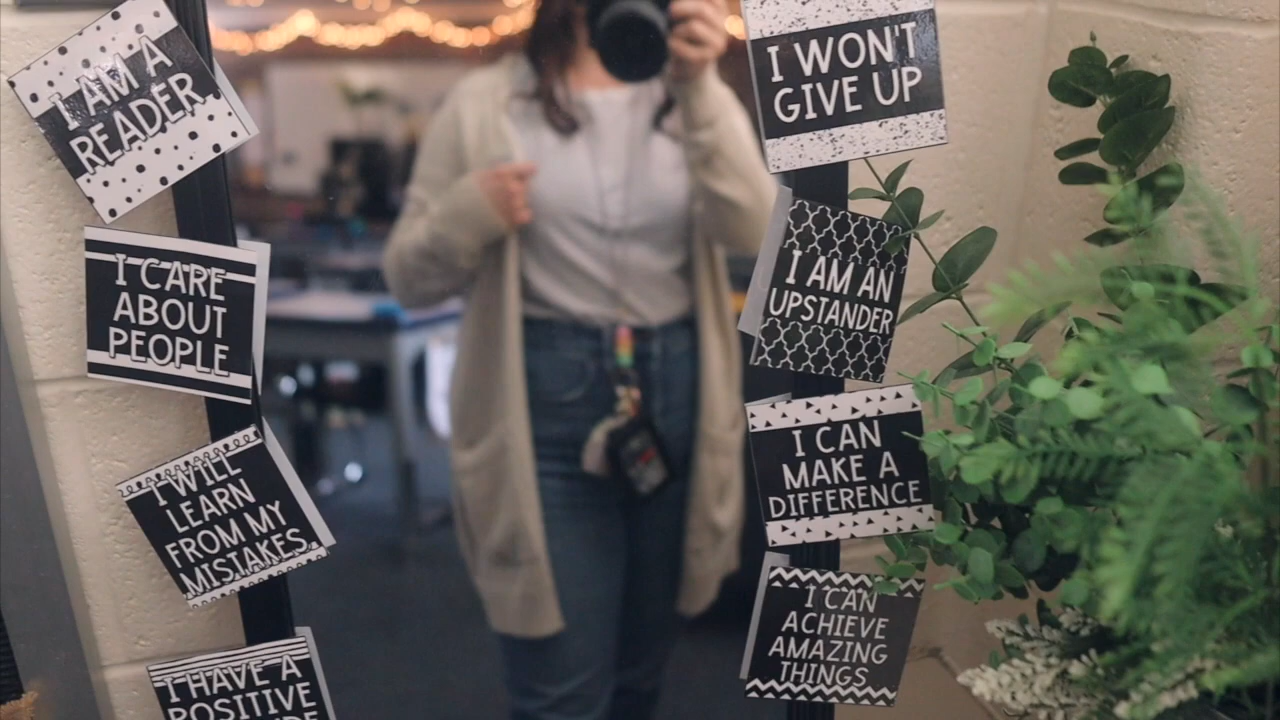 I AM A
READER
I CARE
ABOUT
PEOPLE
I WILL
LEARN
FROM MY
MISTAKES.
I HAVE A
POSITIVE
I WON'T
GIVE UP
I AM AN
UPSTANDER
I CAN
MAKE A
DIFFERENCE
I CAN
ACHIEVE
AMAZING
THINGS